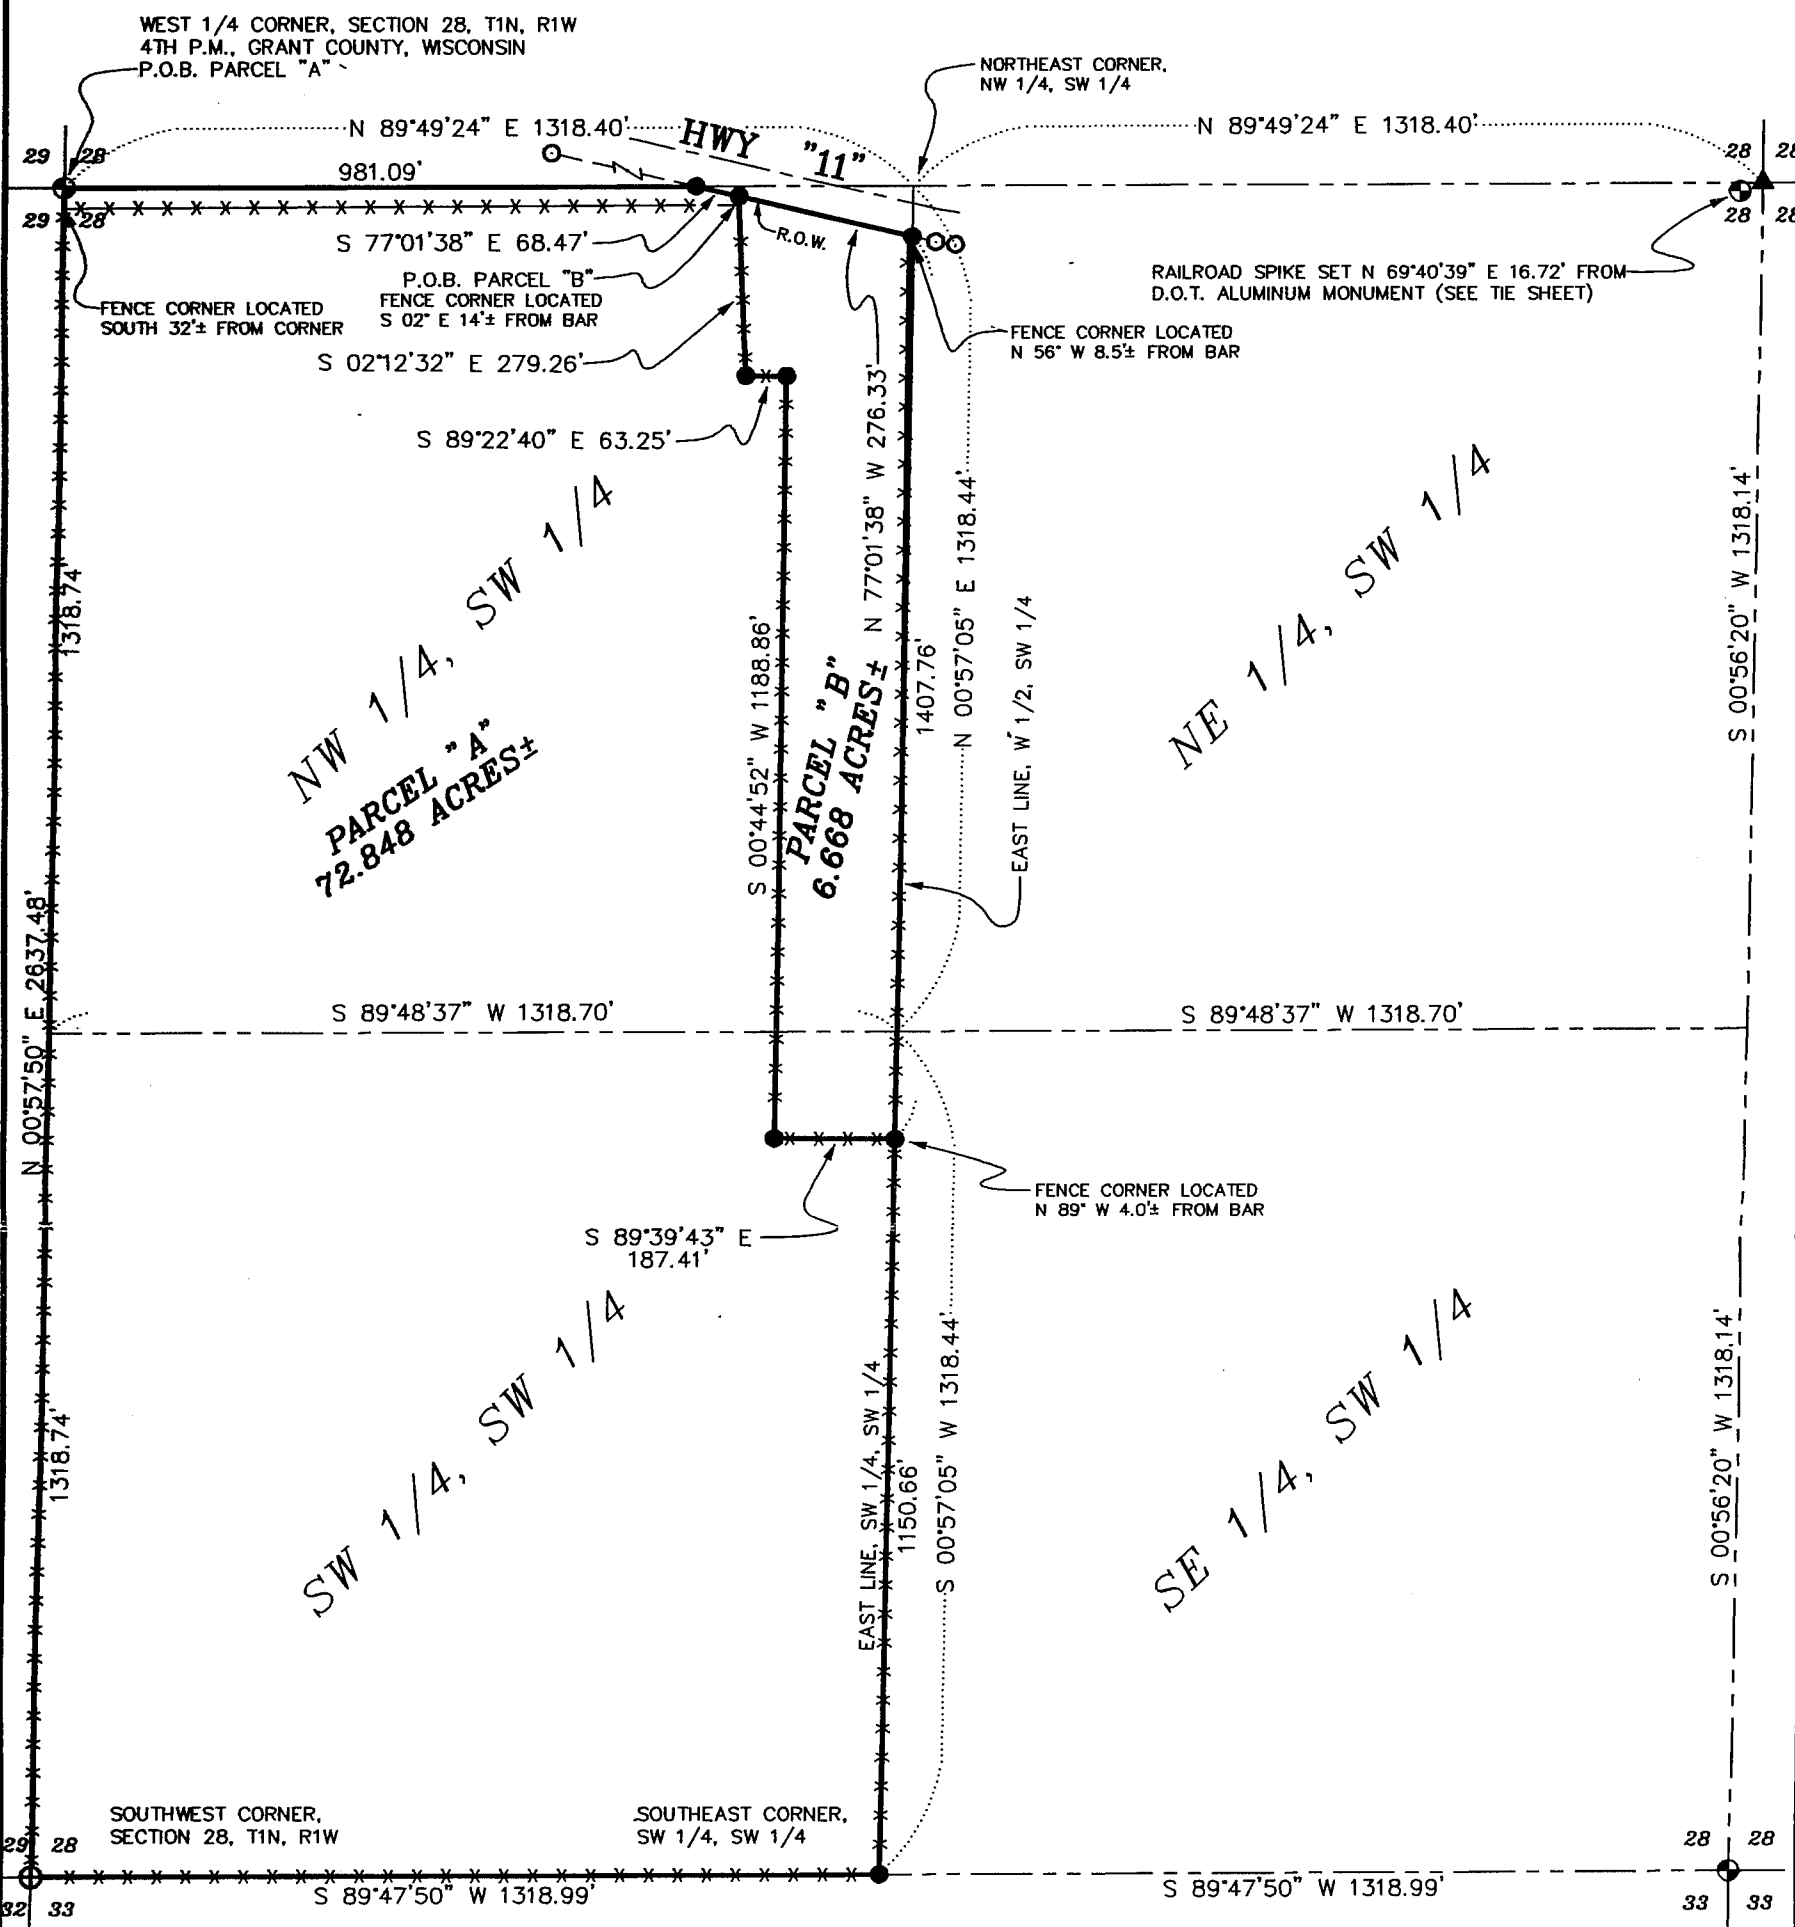 WEST 1/4 CORNER, SECTION 28, T1N, R1W
4TH P.M., GRANT COUNTY, WISCONSIN
P.O.B. PARCEL "A"
NORTHEAST CORNER,
NW 1/4, SW 1/4
N 89°49'24" E 1318.40'
HWY "11"
N 89°49'24" E 1318.40'
29 28
28 28
981.09'
29 28
28 28
S 77°01'38" E 68.47'
R.O.W.
P.O.B. PARCEL "B"
FENCE CORNER LOCATED
S 02° E 14'± FROM BAR
RAILROAD SPIKE SET N 69°40'39" E 16.72' FROM
D.O.T. ALUMINUM MONUMENT (SEE TIE SHEET)
FENCE CORNER LOCATED
SOUTH 32'± FROM CORNER
FENCE CORNER LOCATED
N 56° W 8.5'± FROM BAR
S 02°12'32" E 279.26'
S 89°22'40" E 63.25'
N 77°01'38" W 276.33'
N 00°57'05" E 1318.44'
S 00°56'20" W 1318.14'
1318.74'
NW 1/4, SW 1/4
NE 1/4, SW 1/4
PARCEL "A"
72.848 ACRES±
S 00°44'52" W 1188.86'
PARCEL "B"
6.668 ACRES±
1407.76'
EAST LINE, W 1/2, SW 1/4
N 00°57'50" E 2637.48'
S 89°48'37" W 1318.70'
S 89°48'37" W 1318.70'
FENCE CORNER LOCATED
N 89° W 4.0'± FROM BAR
S 89°39'43" E
187.41'
SW 1/4, SW 1/4
SE 1/4, SW 1/4
1318.74'
EAST LINE, SW 1/4, SW 1/4
1150.66'
S 00°57'05" W 1318.44'
S 00°56'20" W 1318.14'
SOUTHWEST CORNER,
SECTION 28, T1N, R1W
SOUTHEAST CORNER,
SW 1/4, SW 1/4
29 28
28 28
S 89°47'50" W 1318.99'
S 89°47'50" W 1318.99'
32 33
33 33